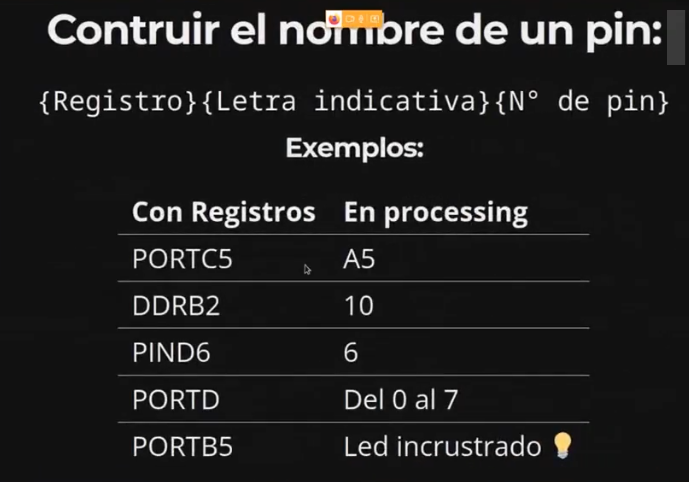 Contruir el nombre de un pin:
{Registro}{Letra indicativa}{N° de pin}
Exemplos:
Con Registros En processing
PORTC5 A5
DDRB2 10
PIND6 6
PORTD Del 0 al 7
PORTB5 Led incrustrado